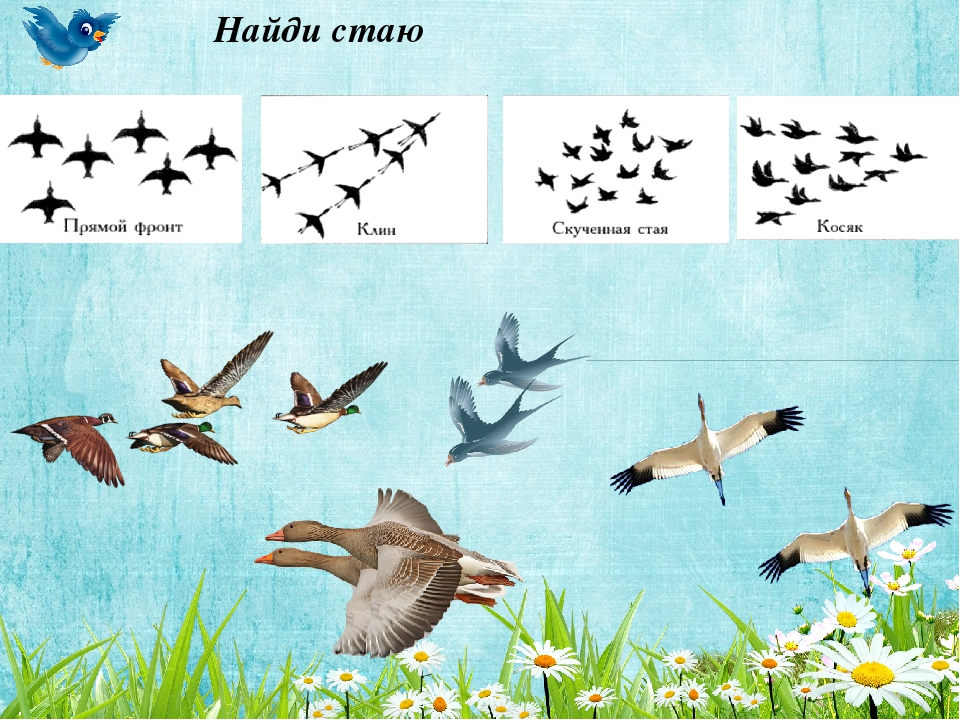 Найди стаю
Прямой фронт
Клин
Скученная стая
Косяк